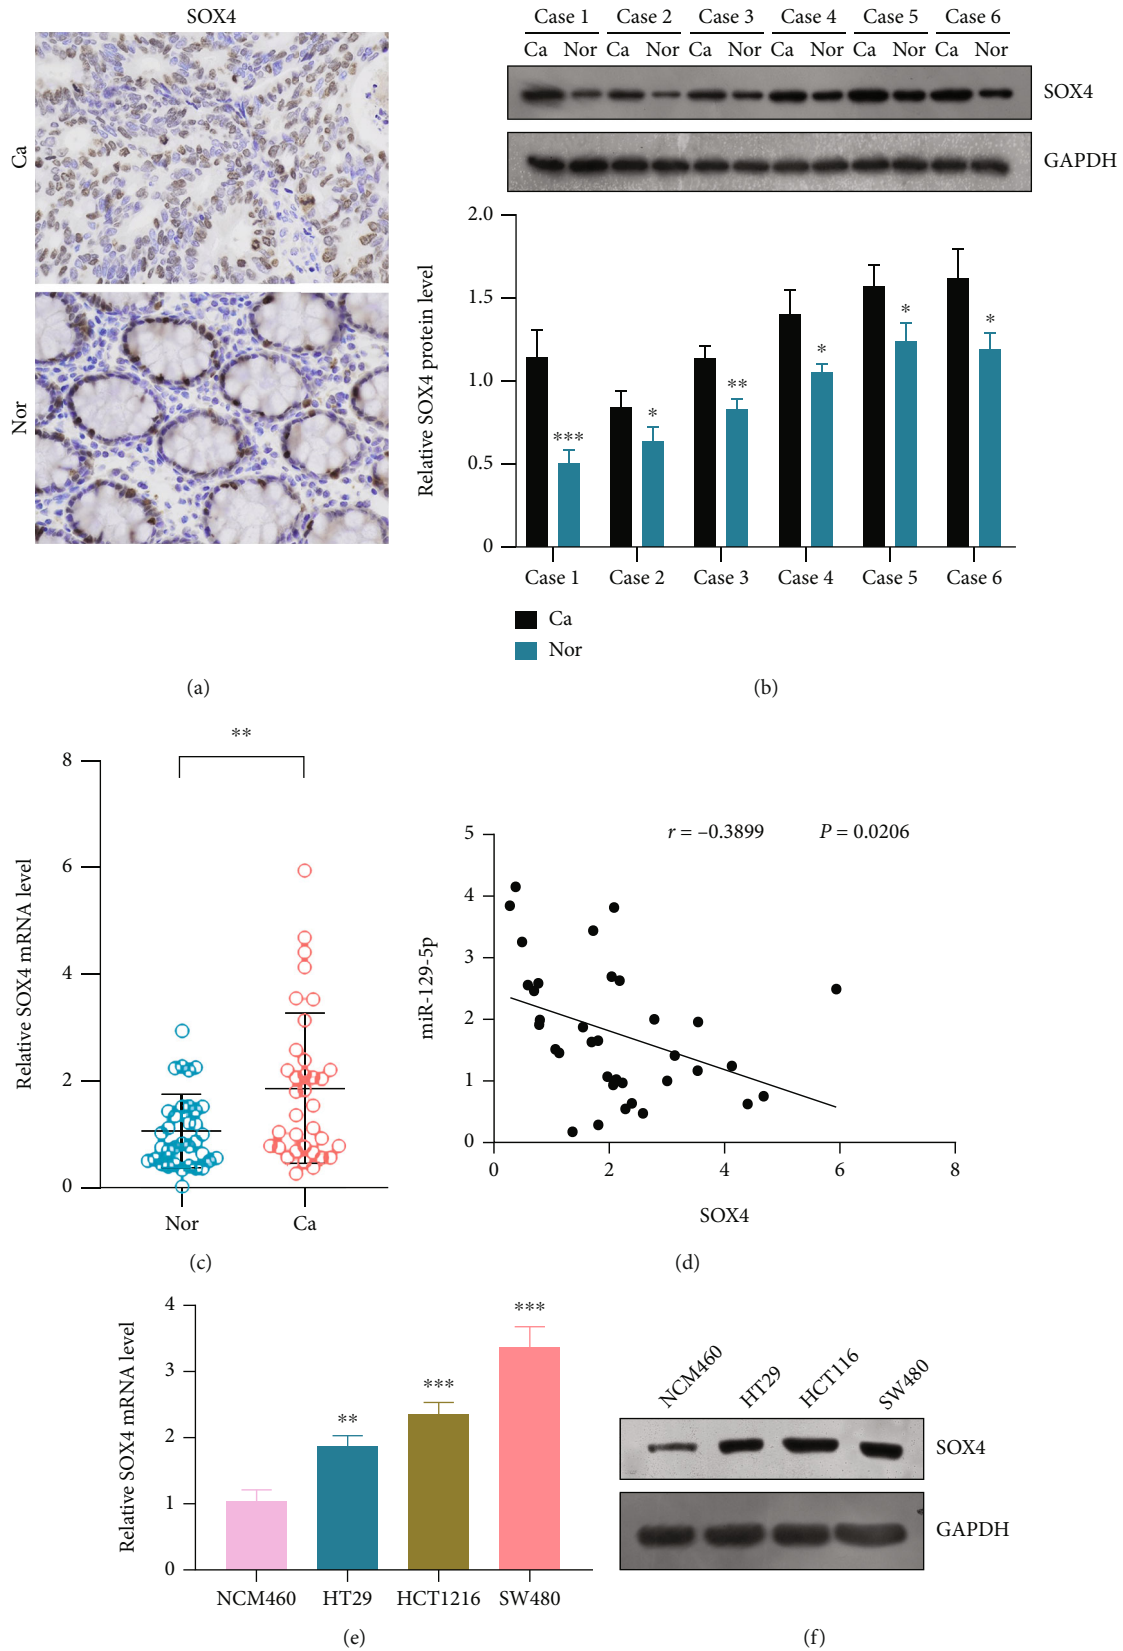 SOX4
Ca
Nor
(a)
Case 1 Case 2 Case 3 Case 4 Case 5 Case 6
Ca Nor Ca Nor Ca Nor Ca Nor Ca Nor Ca Nor
SOX4
GAPDH
Relative SOX4 protein level
2.0
1.5
1.0
0.5
0
***
*
**
*
*
*
Case 1 Case 2 Case 3 Case 4 Case 5 Case 6
Ca
Nor
(b)
Relative SOX4 mRNA level
8
6
4
2
0
**
Nor Ca
(c)
miR-129-5p
5
4
3
2
1
0
r = –0.3899 P = 0.0206
0 2 4 6 8
SOX4
(d)
Relative SOX4 mRNA level
4
3
2
1
0
**
***
***
NCM460 HT29 HCT1216 SW480
(e)
NCM460 HT29 HCT116 SW480
SOX4
GAPDH
(f)